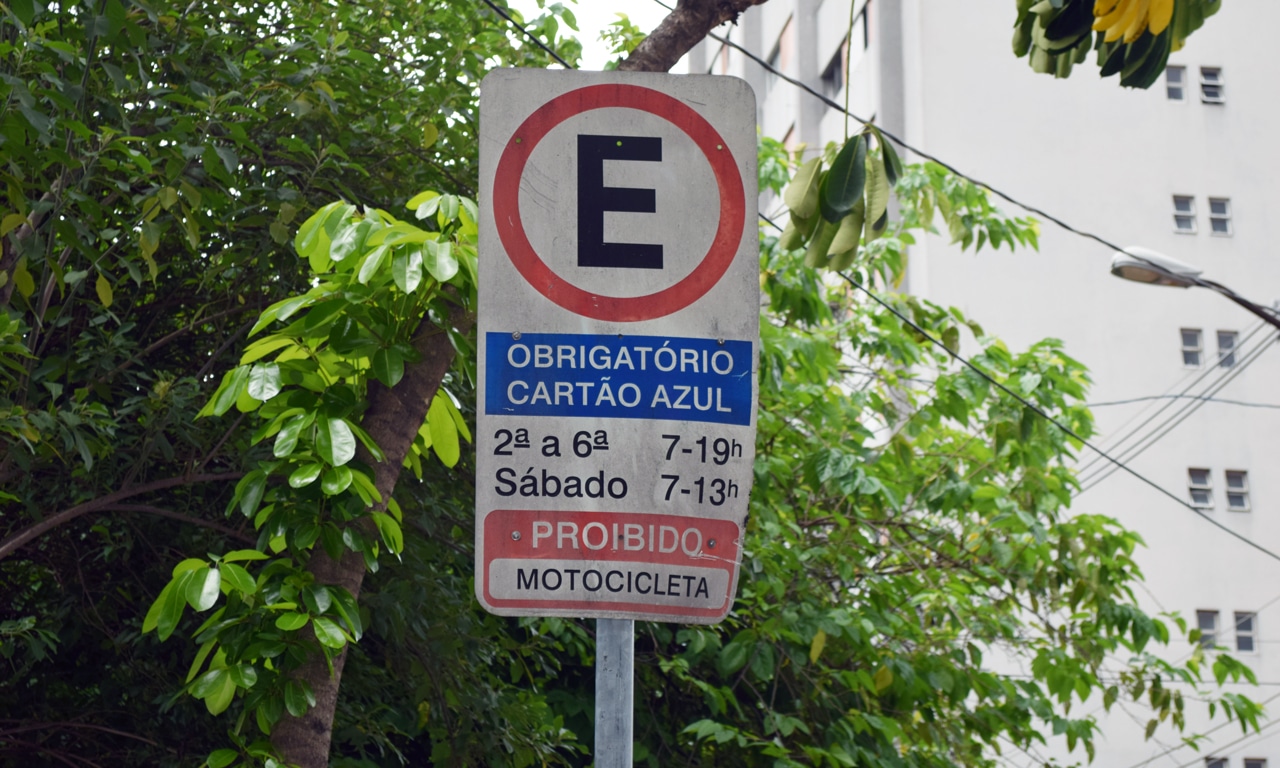 E
OBRIGATÓRIO
CARTÃO AZUL
2ª a 6ª 7-19h
Sábado 7-13h
PROIBIDO
MOTOCICLETA